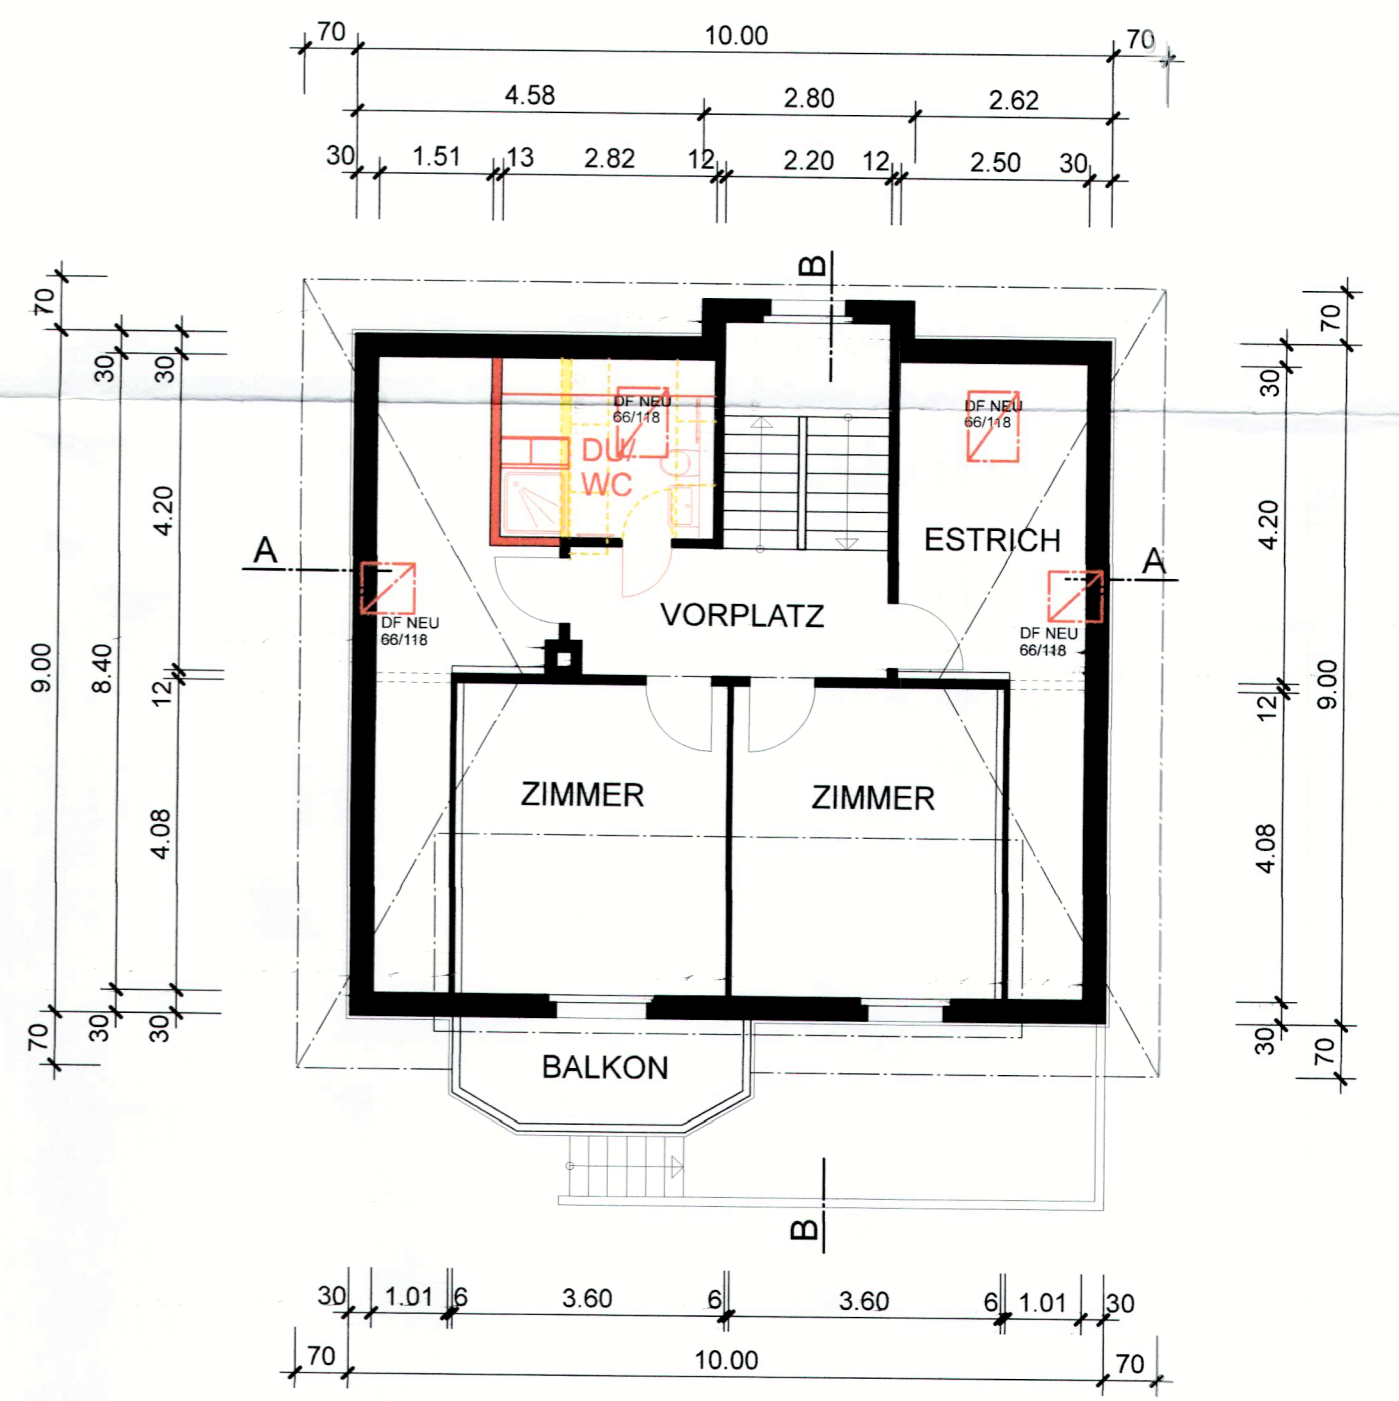 70 10.00 70
4.58 2.80 2.62
30 1.51 13 2.82 12 2.20 12 2.50 30
B
70 70
30 30 30
DF NEU
66/118
DF NEU
66/118
DU/
WC
4.20 4.20
ESTRICH
A A
VORPLATZ
DF NEU
66/118
DF NEU
66/118
9.00 8.40 12 12 9.00
ZIMMER ZIMMER
4.08 4.08
30 30 30
70 70
BALKON
B
30 1.01 6 3.60 6 3.60 6 1.01 30
70 10.00 70